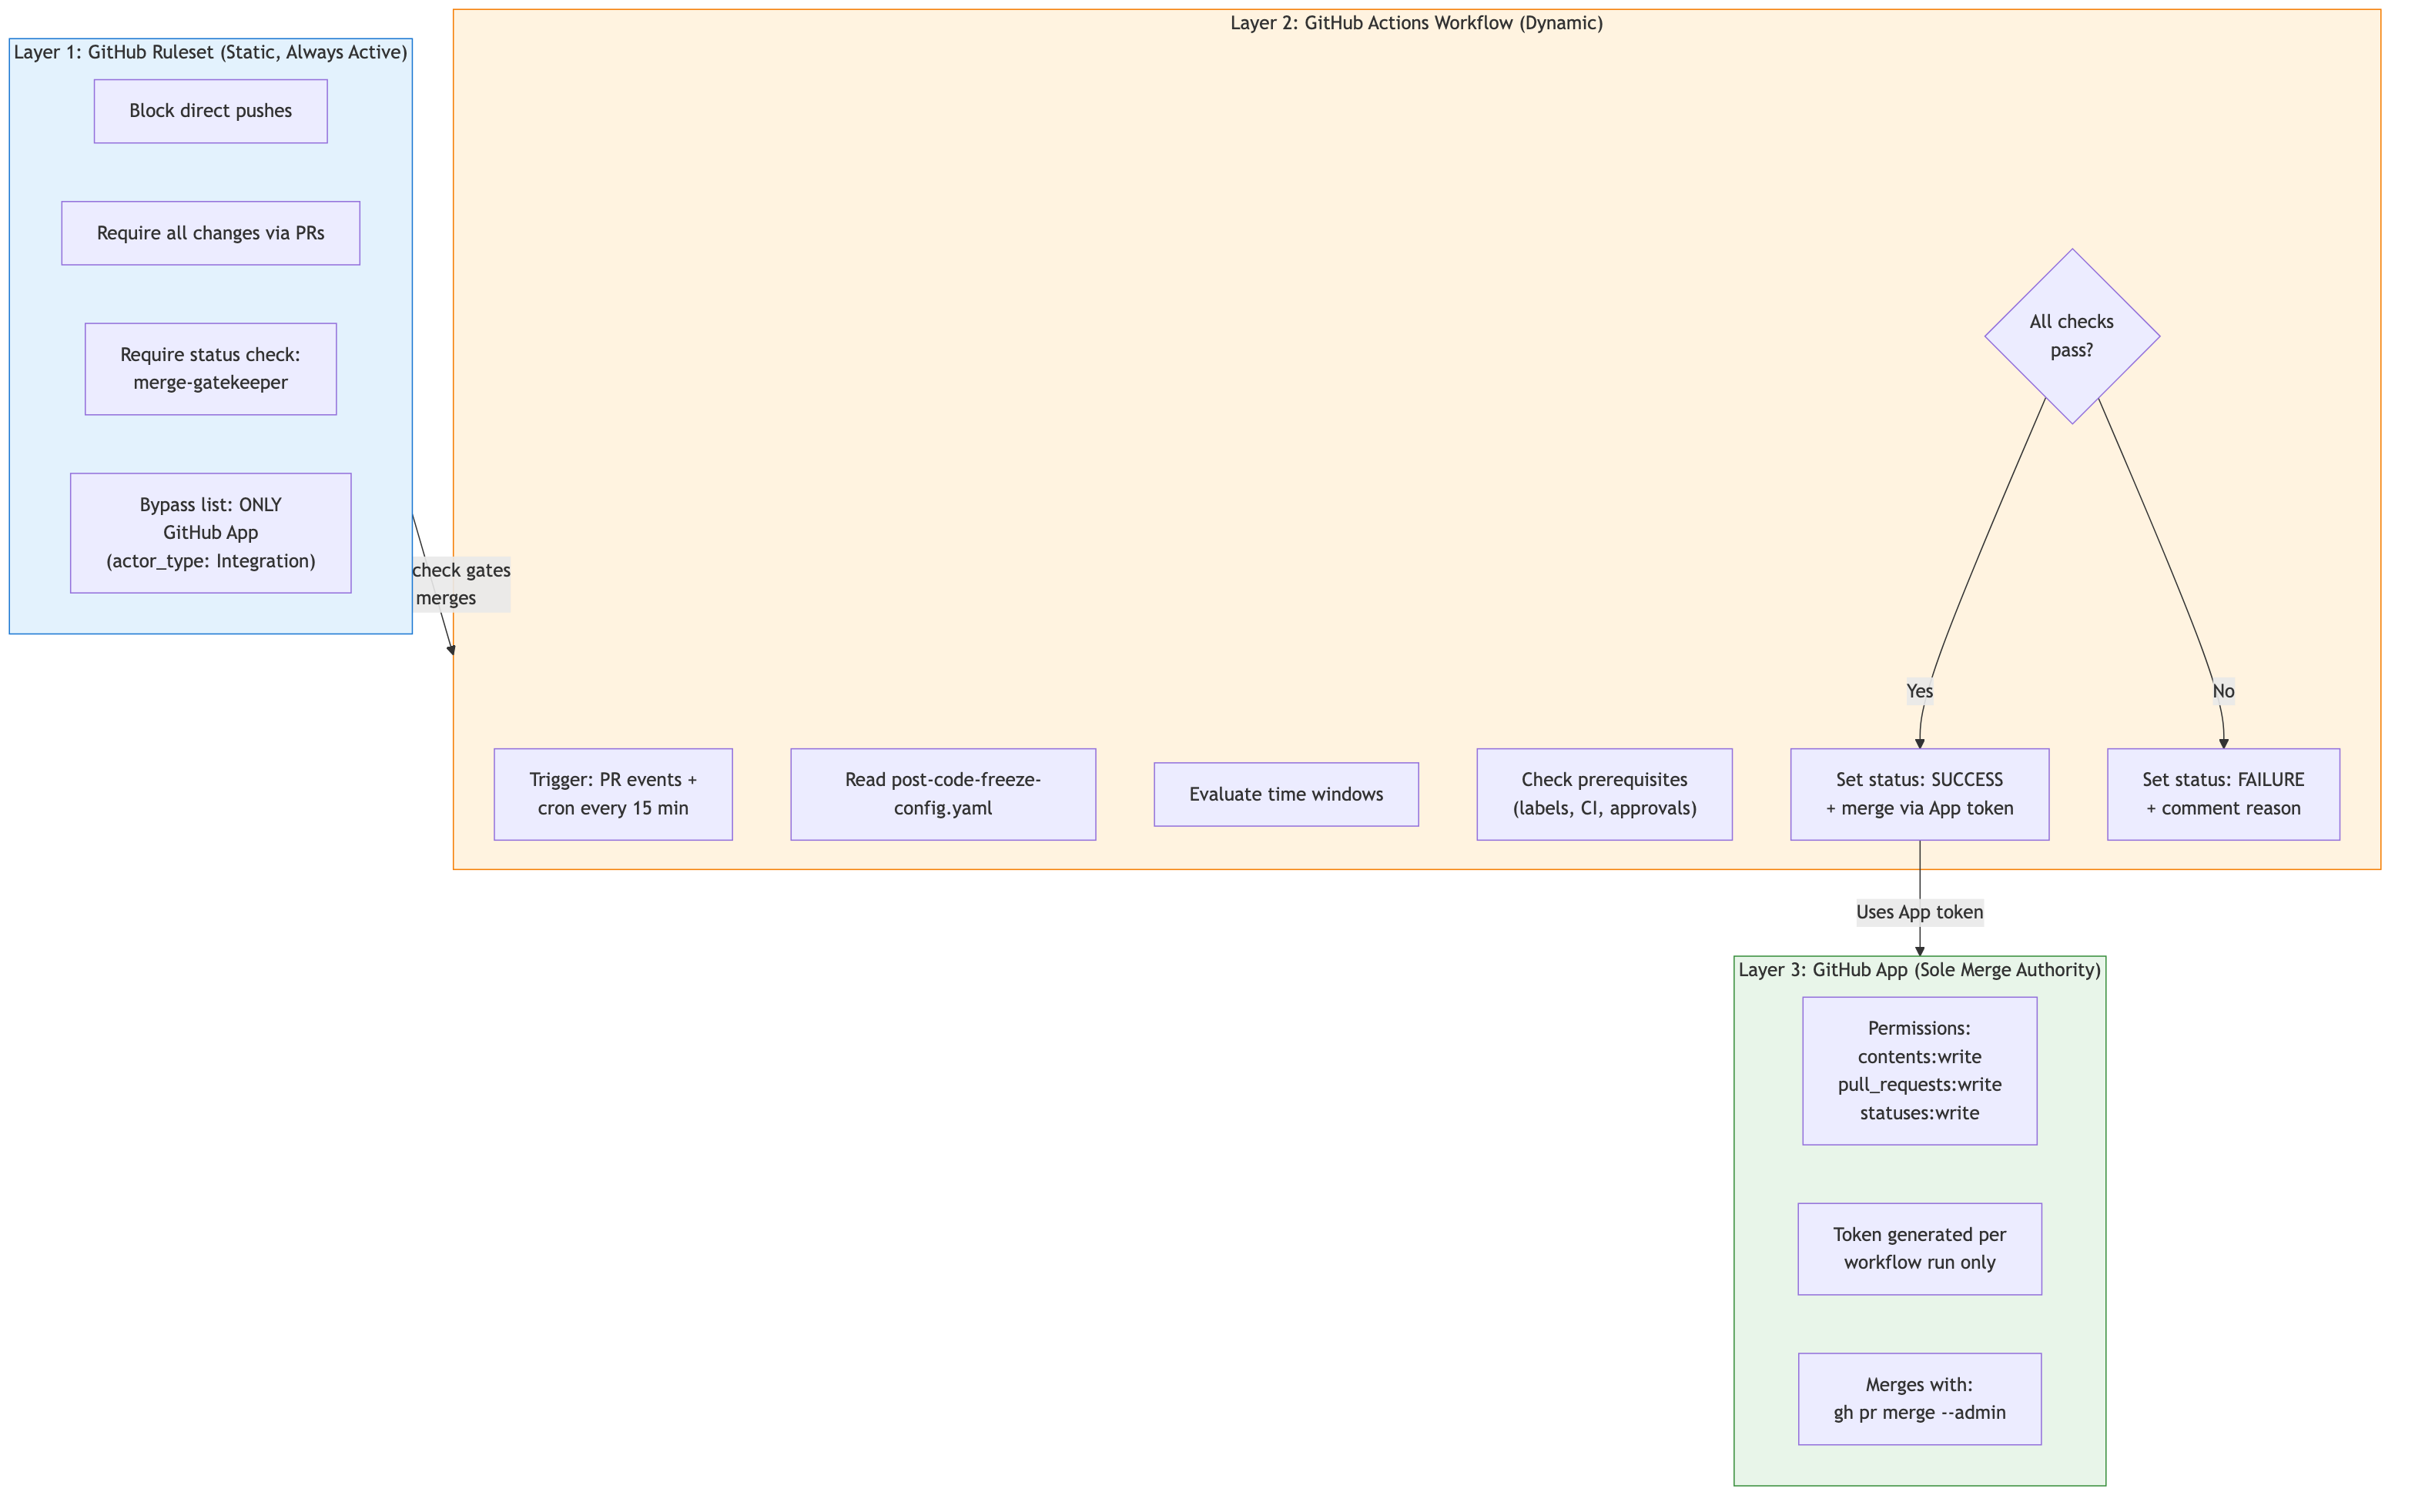 Layer 1: GitHub Ruleset (Static, Always Active)
Block direct pushes
Require all changes via PRs
Require status check:
merge-gatekeeper
Bypass list: ONLY
GitHub App
(actor_type: Integration)
check gates
merges
Layer 2: GitHub Actions Workflow (Dynamic)
All checks
pass?
Yes
No
Trigger: PR events +
cron every 15 min
Read post-code-freeze-
config.yaml
Evaluate time windows
Check prerequisites
(labels, CI, approvals)
Set status: SUCCESS
+ merge via App token
Set status: FAILURE
+ comment reason
Uses App token
Layer 3: GitHub App (Sole Merge Authority)
Permissions:
contents:write
pull_requests:write
statuses:write
Token generated per
workflow run only
Merges with:
gh pr merge --admin